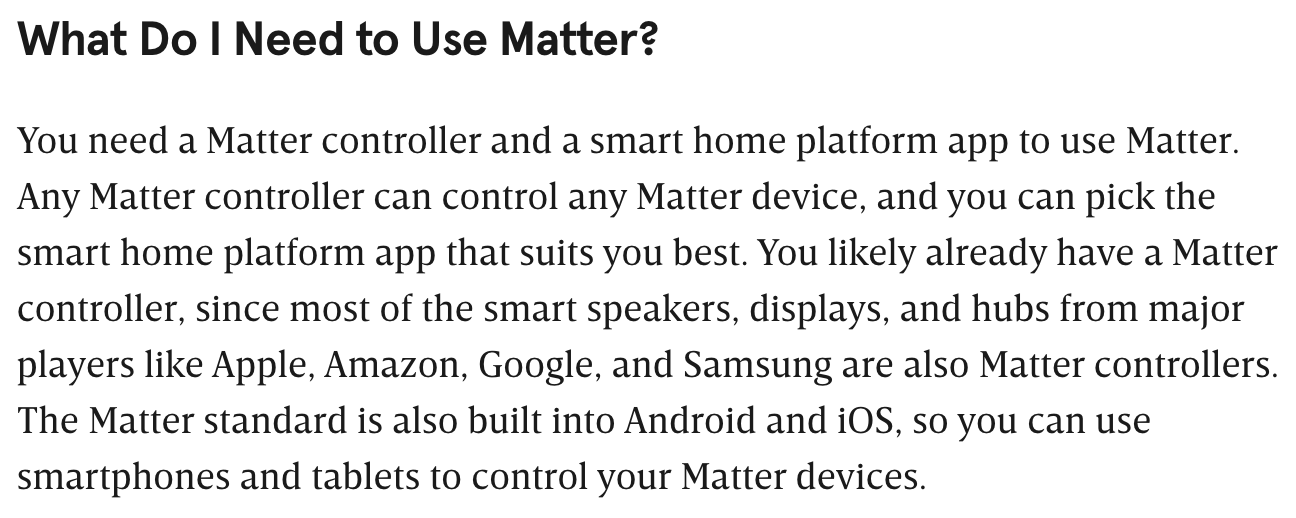 What Do I Need to Use Matter?
You need a Matter controller and a smart home platform app to use Matter.
Any Matter controller can control any Matter device, and you can pick the
smart home platform app that suits you best. You likely already have a Matter
controller, since most of the smart speakers, displays, and hubs from major
players like Apple, Amazon, Google, and Samsung are also Matter controllers.
The Matter standard is also built into Android and iOS, so you can use
smartphones and tablets to control your Matter devices.